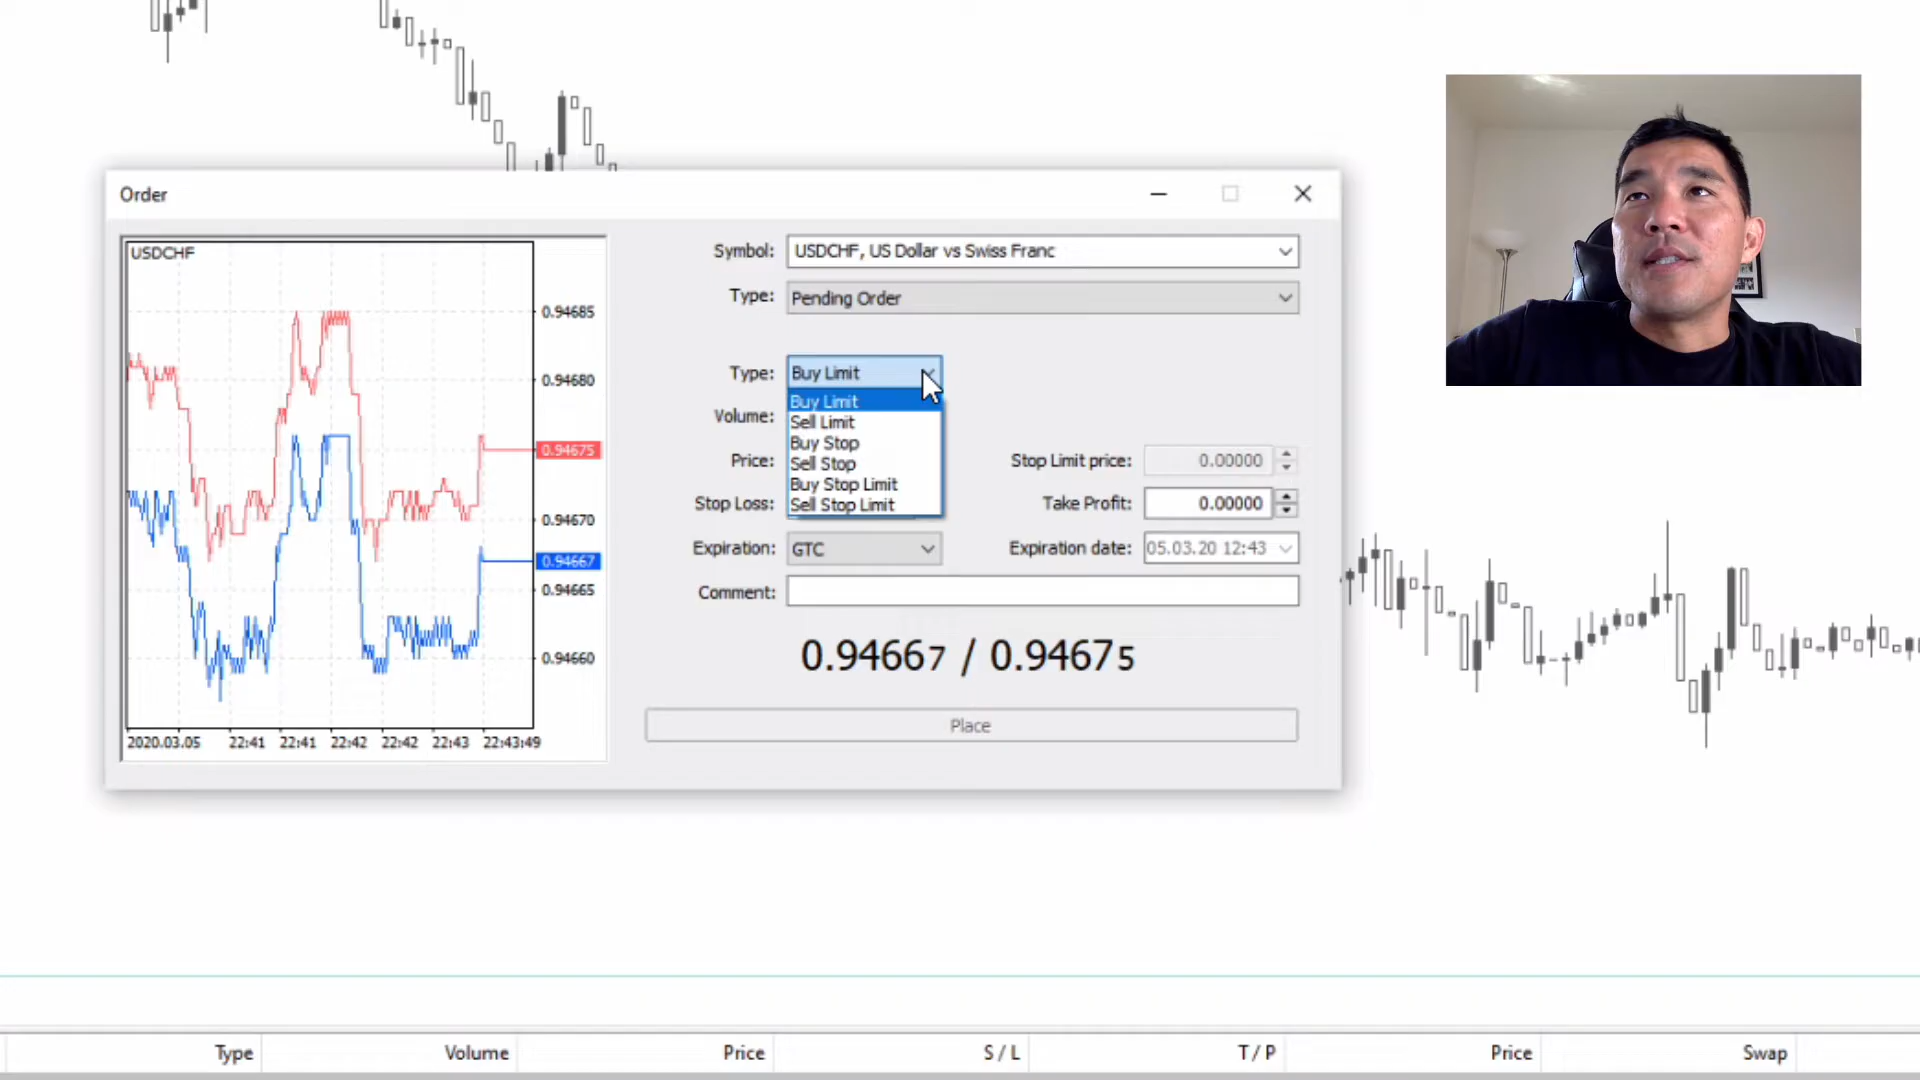 Order
USDCHF
0.94685
0.94680
0.94675
0.94670
0.94667
0.94665
0.94660
2020.03.05 22:41 22:41 22:42 22:42 22:43 22:43:49
Symbol: USDCHF, US Dollar vs Swiss Franc
Type: Pending Order
Type: Buy Limit
Buy Limit
Sell Limit
Buy Stop
Sell Stop
Buy Stop Limit
Sell Stop Limit
Volume:
Price: Stop Limit price: 0.00000
Stop Loss: Take Profit: 0.00000
Expiration: GTC Expiration date: 05.03.20 12:43
Comment:
0.94667 / 0.94675
Place
Type Volume Price S / L T / P Price Swap